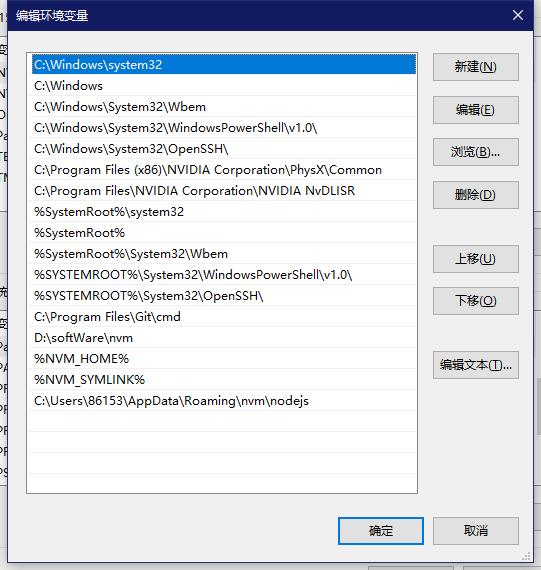 编辑环境变量
C:\Windows\system32
C:\Windows
C:\Windows\System32\Wbem
C:\Windows\System32\WindowsPowerShell\v1.0\
C:\Windows\System32\OpenSSH\
C:\Program Files (x86)\NVIDIA Corporation\PhysX\Common
C:\Program Files\NVIDIA Corporation\NVIDIA NvDLISR
%SystemRoot%\system32
%SystemRoot%
%SystemRoot%\System32\Wbem
%SYSTEMROOT%\System32\WindowsPowerShell\v1.0\
%SYSTEMROOT%\System32\OpenSSH\
C:\Program Files\Git\cmd
D:\softWare\nvm
%NVM_HOME%
%NVM_SYMLINK%
C:\Users\86153\AppData\Roaming\nvm\nodejs
新建(N)
编辑(E)
浏览(B)...
删除(D)
上移(U)
下移(O)
编辑文本(T)...
确定
取消